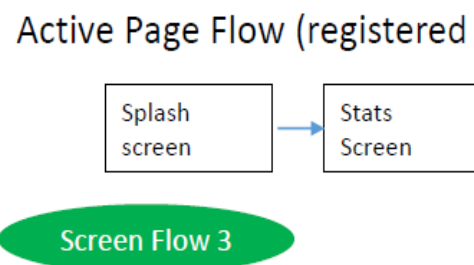 Active Page Flow (registered
Splash
screen
Stats
Screen
Screen Flow 3